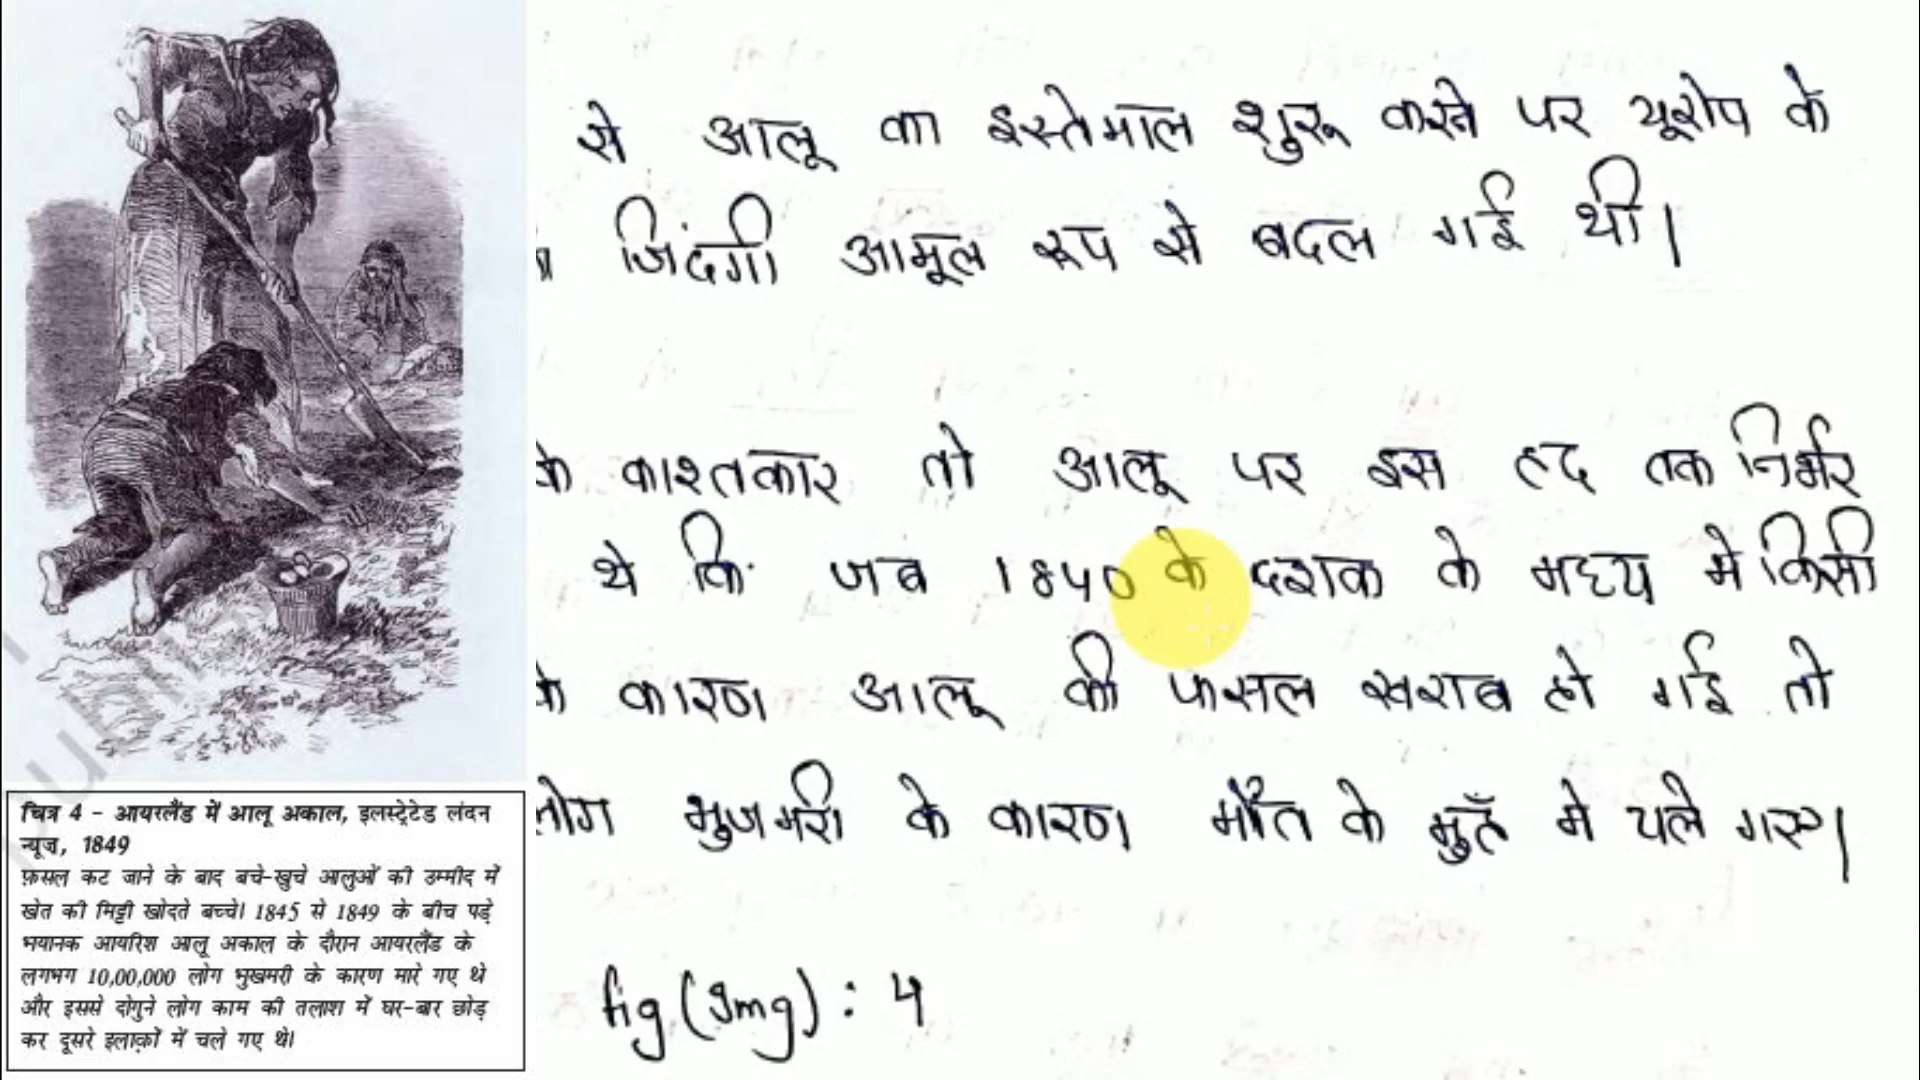 चित्र 4 – आयरलैंड में आलू अकाल, इलस्ट्रेटेड लंदन
न्यूज़, 1849
फ़सल कट जाने के बाद बचे-खुचे आलुओं की उम्मीद में
खेत की मिट्टी खोदते बच्चे। 1845 से 1849 के बीच पड़े
भयानक आयरिश आलू अकाल के दौरान आयरलैंड के
लगभग 10,00,000 लोग भुखमरी के कारण मारे गए थे
और इससे दोगुने लोग काम की तलाश में घर-बार छोड़
कर दूसरे इलाक़ों में चले गए थे।
से आलू का इस्तेमाल शुरू करने पर यूरोप के
जिंदगी आमूल रूप से बदल गई थी।
के काश्तकार तो आलू पर इस हद तक निर्भर
थे कि जब 1840 के दशक के मध्य मे किसी
के कारण आलू की फसल खराब हो गई तो
लोग भुखमरी के कारण मौत के मुहँ मे चले गए।
fig (img) : 4